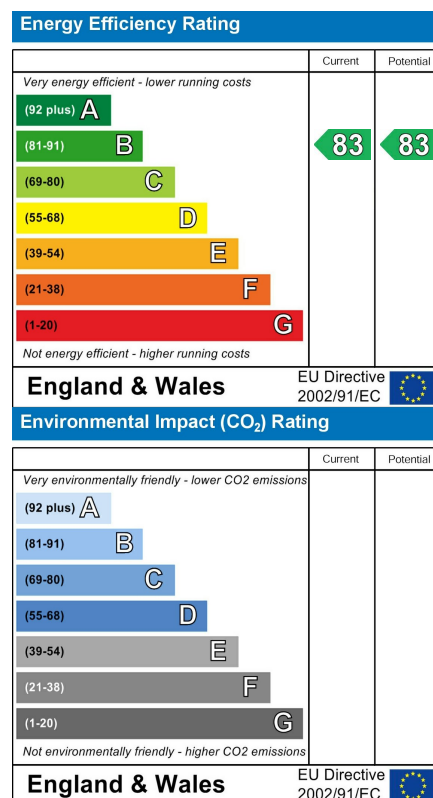 Energy Efficiency Rating
Current Potential
Very energy efficient - lower running costs
(92 plus) A
(81-91) B 83 83
(69-80) C
(55-68) D
(39-54) E
(21-38) F
(1-20) G
Not energy efficient - higher running costs
England & Wales EU Directive
2002/91/EC
Environmental Impact (CO₂) Rating
Current Potential
Very environmentally friendly - lower CO2 emissions
(92 plus) A
(81-91) B
(69-80) C
(55-68) D
(39-54) E
(21-38) F
(1-20) G
Not environmentally friendly - higher CO2 emissions
England & Wales EU Directive
2002/91/EC